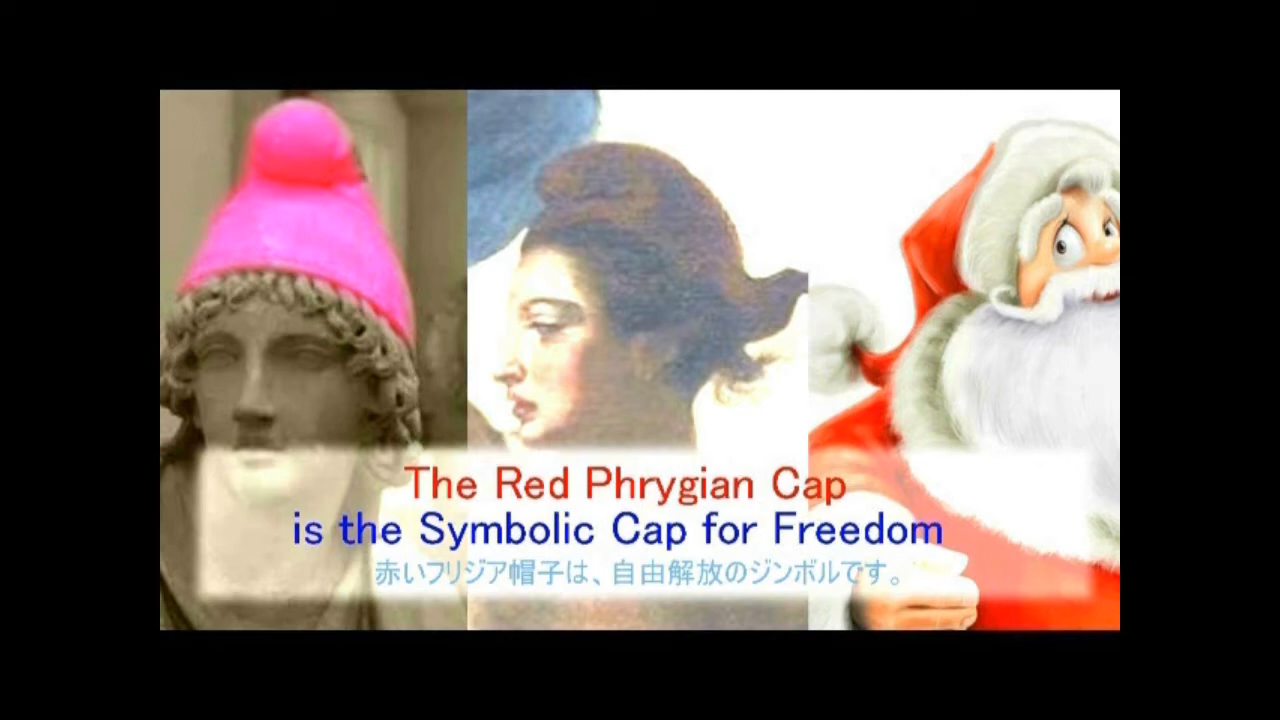 The Red Phrygian Cap
is the Symbolic Cap for Freedom
赤いフリジア帽子は、自由解放のジンボルです。